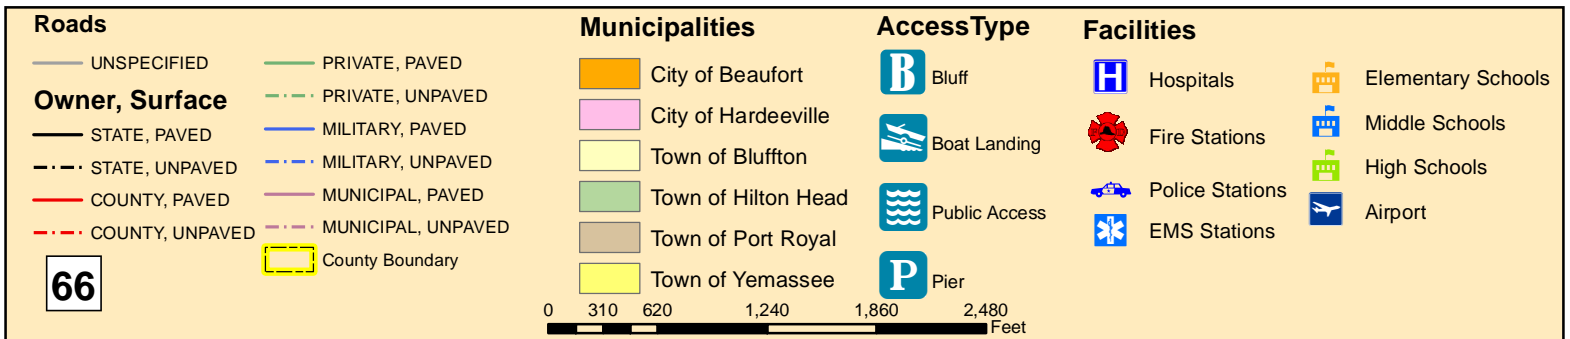 Roads
UNSPECIFIED
Owner, Surface
STATE, PAVED
STATE, UNPAVED
COUNTY, PAVED
COUNTY, UNPAVED
66
PRIVATE, PAVED
PRIVATE, UNPAVED
MILITARY, PAVED
MILITARY, UNPAVED
MUNICIPAL, PAVED
MUNICIPAL, UNPAVED
County Boundary
Municipalities
City of Beaufort
City of Hardeeville
Town of Bluffton
Town of Hilton Head
Town of Port Royal
Town of Yemassee
AccessType
B Bluff
Boat Landing
Public Access
P Pier
Facilities
H Hospitals
Fire Stations
Police Stations
EMS Stations
Elementary Schools
Middle Schools
High Schools
Airport
0 310 620 1,240 1,860 2,480
Feet